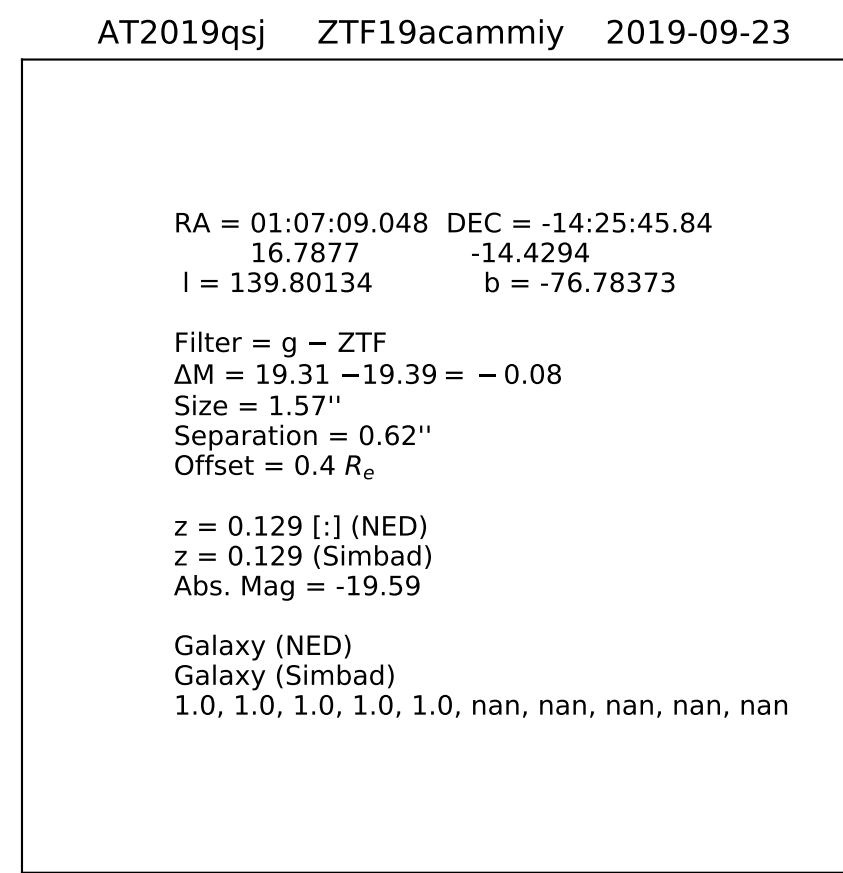 AT2019qsj ZTF19acammiy 2019-09-23
RA = 01:07:09.048 DEC = -14:25:45.84
16.7877 -14.4294
l = 139.80134 b = -76.78373
Filter = g − ZTF
ΔM = 19.31 −19.39 = − 0.08
Size = 1.57''
Separation = 0.62''
Offset = 0.4 Rₑ
z = 0.129 [:] (NED)
z = 0.129 (Simbad)
Abs. Mag = -19.59
Galaxy (NED)
Galaxy (Simbad)
1.0, 1.0, 1.0, 1.0, 1.0, nan, nan, nan, nan, nan